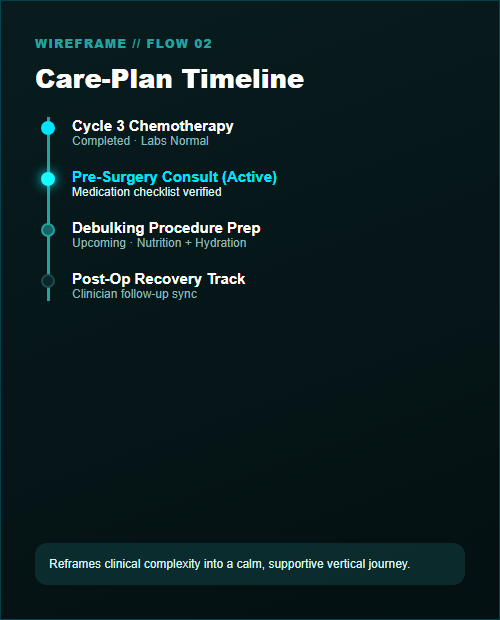 WIREFRAME // FLOW 02
Care-Plan Timeline
Cycle 3 Chemotherapy
Completed · Labs Normal
Pre-Surgery Consult (Active)
Medication checklist verified
Debulking Procedure Prep
Upcoming · Nutrition + Hydration
Post-Op Recovery Track
Clinician follow-up sync
Reframes clinical complexity into a calm, supportive vertical journey.